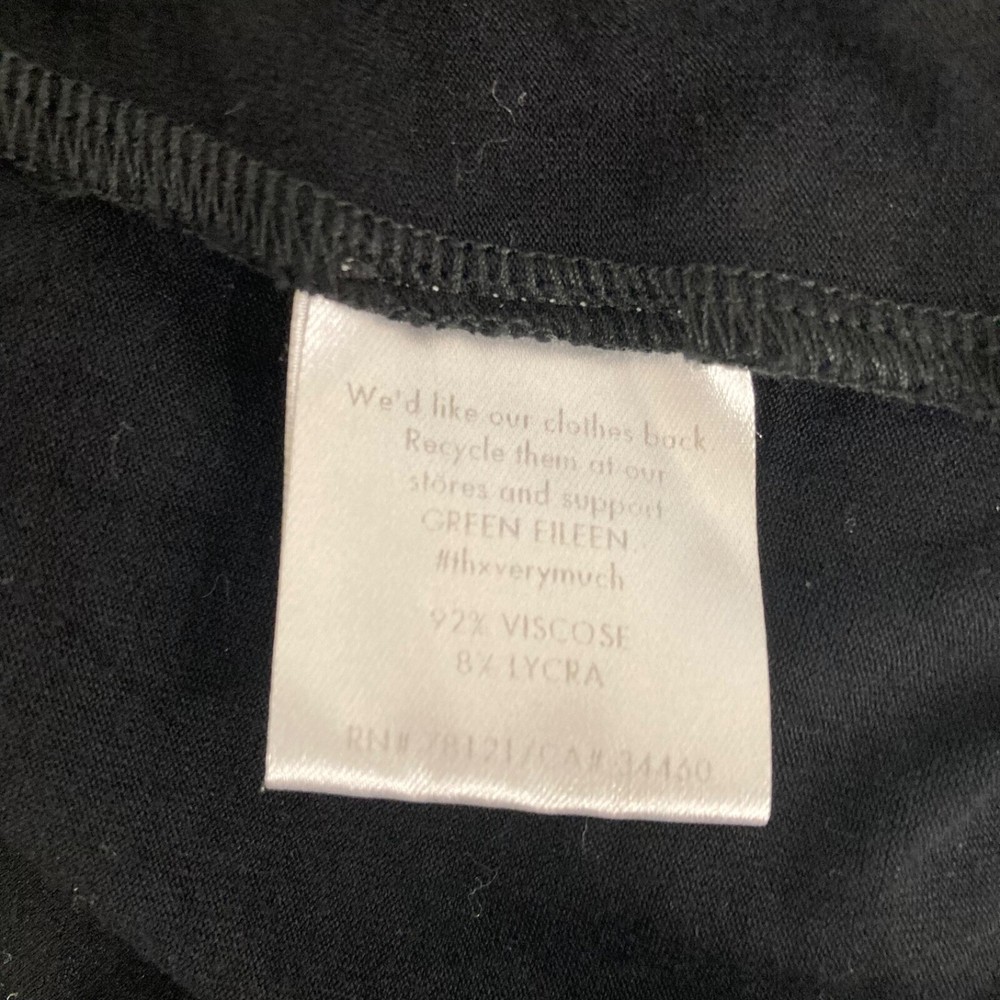 We'd like our clothes back
Recycle them at our
stores and support
GREEN EILEEN.
#thxverymuch
92% VISCOSE
8% LYCRA
RN# 78121/CA# 34460